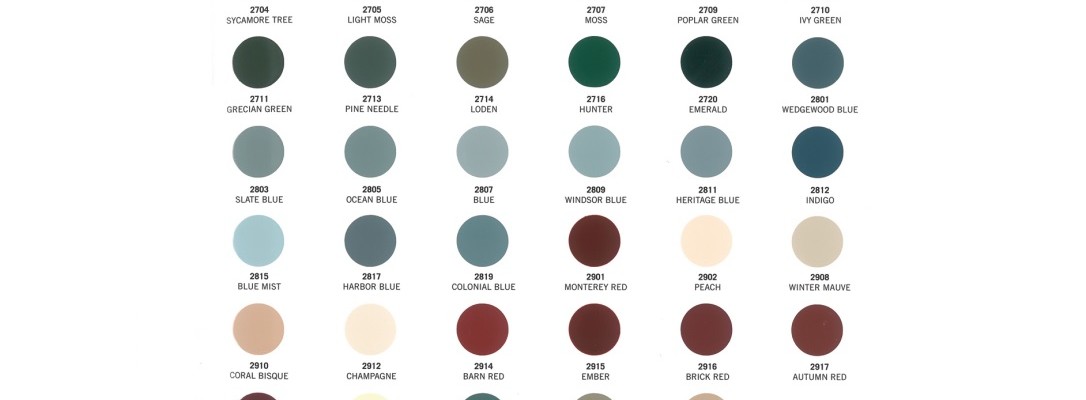 2704 2705 2706 2707 2709 2710
SYCAMORE TREE LIGHT MOSS SAGE MOSS POPLAR GREEN IVY GREEN
2711 2713 2714 2716 2720 2801
GRECIAN GREEN PINE NEEDLE LODEN HUNTER EMERALD WEDGEWOOD BLUE
2803 2805 2807 2809 2811 2812
SLATE BLUE OCEAN BLUE BLUE WINDSOR BLUE HERITAGE BLUE INDIGO
2815 2817 2819 2901 2902 2908
BLUE MIST HARBOR BLUE COLONIAL BLUE MONTEREY RED PEACH WINTER MAUVE
2910 2912 2914 2915 2916 2917
CORAL BISQUE CHAMPAGNE BARN RED EMBER BRICK RED AUTUMN RED